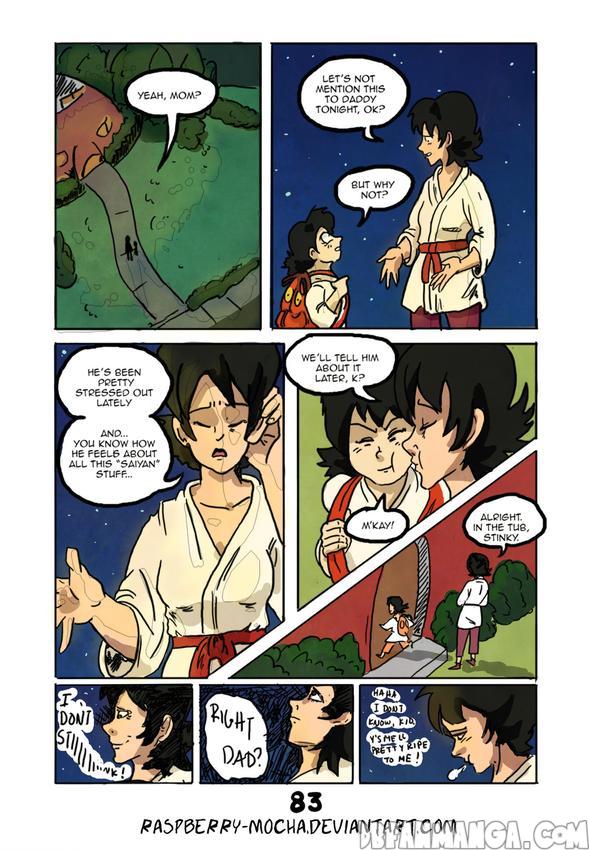 YEAH, MOM?
LET'S NOT
MENTION THIS
TO DADDY
TONIGHT, OK?
BUT WHY
NOT?
HE'S BEEN
PRETTY
STRESSED OUT
LATELY
AND...
YOU KNOW HOW
HE FEELS ABOUT
ALL THIS "SAIYAN"
STUFF...
WE'LL TELL HIM
ABOUT IT
LATER, K?
M'KAY!
ALRIGHT.
IN THE TUB,
STINKY.
I
DONT
STIIIIIINK!
RIGHT
DAD?
HAHA
I DONT
KNOW, KID
Y'SMELL
PRETTY RIPE
TO ME!
83
RASPBERRY-MOCHA.DEVIANTART.COM
DBFANMANGA.COM